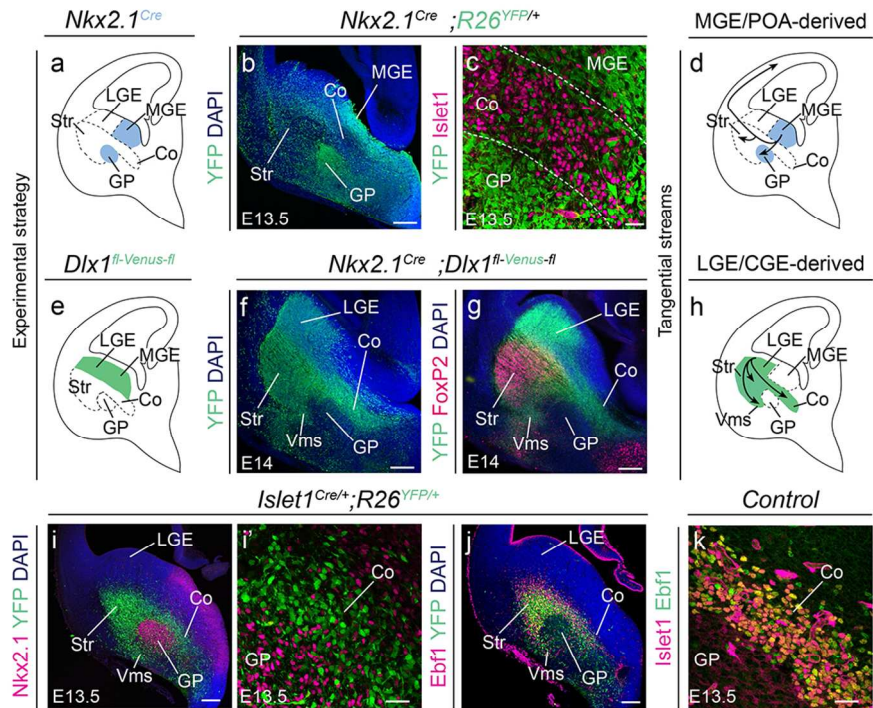 Nkx2.1Cre
Nkx2.1Cre ;R26YFP/+
MGE/POA-derived
Experimental strategy
a
LGE
MGE
Str
Co
GP
YFP DAPI
b
MGE
Co
Str
GP
E13.5
YFP Islet1
c
MGE
Co
GP
E13.5
Tangential streams
d
LGE
MGE
Str
Co
GP
Dlx1fl-Venus-fl
Nkx2.1Cre ;Dlx1fl-Venus-fl
LGE/CGE-derived
e
LGE
MGE
Str
Co
GP
YFP DAPI
f
LGE
Co
Str
Vms
GP
E14
YFP FoxP2 DAPI
g
LGE
Co
Str
Vms
GP
E14
h
LGE
MGE
Str
Vms
Co
GP
Islet1Cre/+;R26YFP/+
Control
Nkx2.1 YFP DAPI
i
LGE
Co
Str
Vms
GP
E13.5
i'
Co
GP
E13.5
Ebf1 YFP DAPI
j
LGE
Co
Str
Vms
GP
E13.5
Islet1 Ebf1
k
Co
GP
E13.5